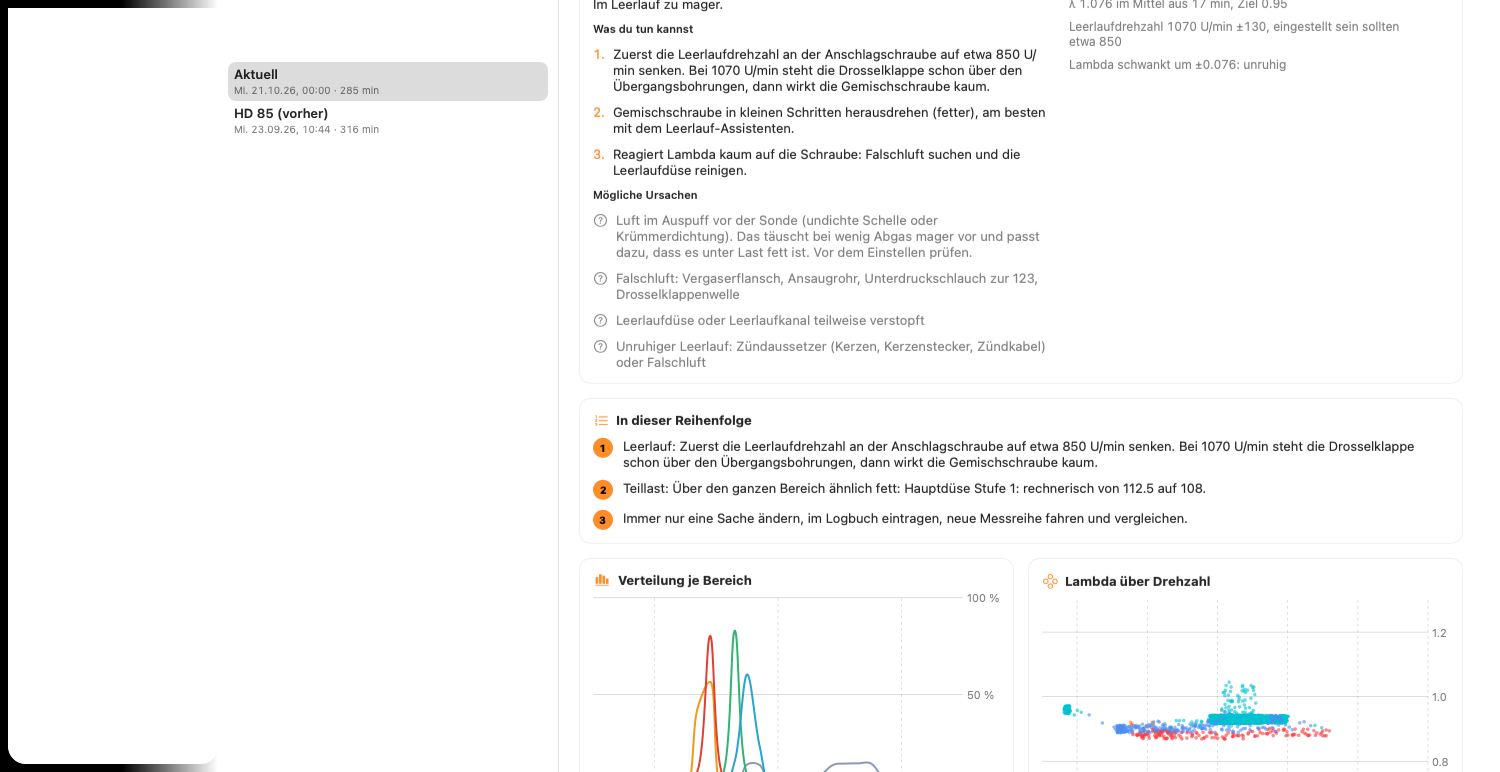 Aktuell
Mi. 21.10.26, 00:00 · 285 min
HD 85 (vorher)
Mi. 23.09.26, 10:44 · 316 min
Im Leerlauf zu mager.
Was du tun kannst
1. Zuerst die Leerlaufdrehzahl an der Anschlagschraube auf etwa 850 U/
min senken. Bei 1070 U/min steht die Drosselklappe schon über den
Übergangsbohrungen, dann wirkt die Gemischschraube kaum.
2. Gemischschraube in kleinen Schritten herausdrehen (fetter), am besten
mit dem Leerlauf-Assistenten.
3. Reagiert Lambda kaum auf die Schraube: Falschluft suchen und die
Leerlaufdüse reinigen.
Mögliche Ursachen
Luft im Auspuff vor der Sonde (undichte Schelle oder
Krümmerdichtung). Das täuscht bei wenig Abgas mager vor und passt
dazu, dass es unter Last fett ist. Vor dem Einstellen prüfen.
Falschluft: Vergaserflansch, Ansaugrohr, Unterdruckschlauch zur 123,
Drosselklappenwelle
Leerlaufdüse oder Leerlaufkanal teilweise verstopft
Unruhiger Leerlauf: Zündaussetzer (Kerzen, Kerzenstecker, Zündkabel)
oder Falschluft
λ 1.076 im Mittel aus 17 min, Ziel 0.95
Leerlaufdrehzahl 1070 U/min ±130, eingestellt sein sollten
etwa 850
Lambda schwankt um ±0.076: unruhig
In dieser Reihenfolge
1 Leerlauf: Zuerst die Leerlaufdrehzahl an der Anschlagschraube auf etwa 850 U/min senken. Bei 1070 U/min steht die Drosselklappe
schon über den Übergangsbohrungen, dann wirkt die Gemischschraube kaum.
2 Teillast: Über den ganzen Bereich ähnlich fett: Hauptdüse Stufe 1: rechnerisch von 112.5 auf 108.
3 Immer nur eine Sache ändern, im Logbuch eintragen, neue Messreihe fahren und vergleichen.
Verteilung je Bereich
100 %
50 %
Lambda über Drehzahl
1.2
1.0
0.8